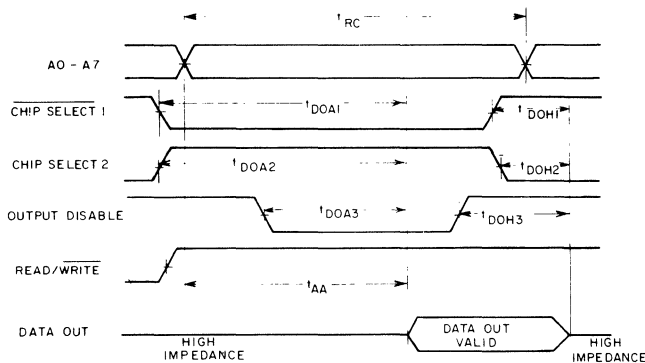 tRC
A0 - A7
CHIP SELECT 1
tDOA1
tDOH1
CHIP SELECT 2
tDOA2
tDOH2
OUTPUT DISABLE
tDOA3
tDOH3
READ/WRITE
tAA
DATA OUT
HIGH
IMPEDANCE
DATA OUT
VALID
HIGH
IMPEDANCE